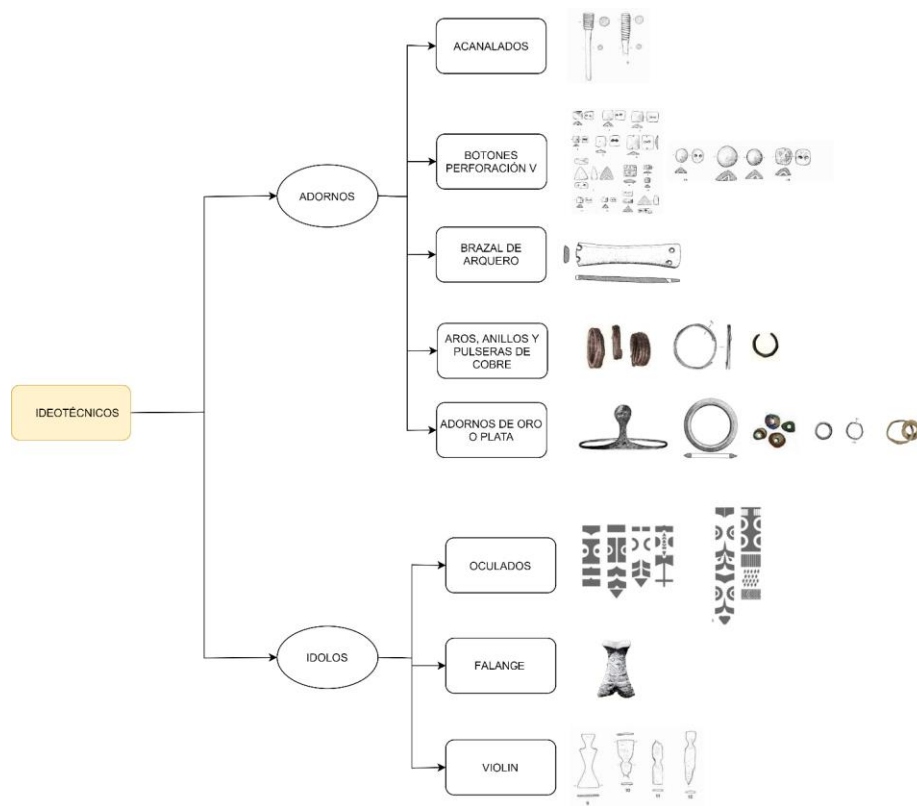 ACANALADOS
BOTONES
PERFORACIÓN V
ADORNOS
BRAZAL DE
ARQUERO
AROS, ANILLOS Y
PULSERAS DE
COBRE
IDEOTÉCNICOS
ADORNOS DE ORO
O PLATA
OCULADOS
IDOLOS
FALANGE
VIOLIN